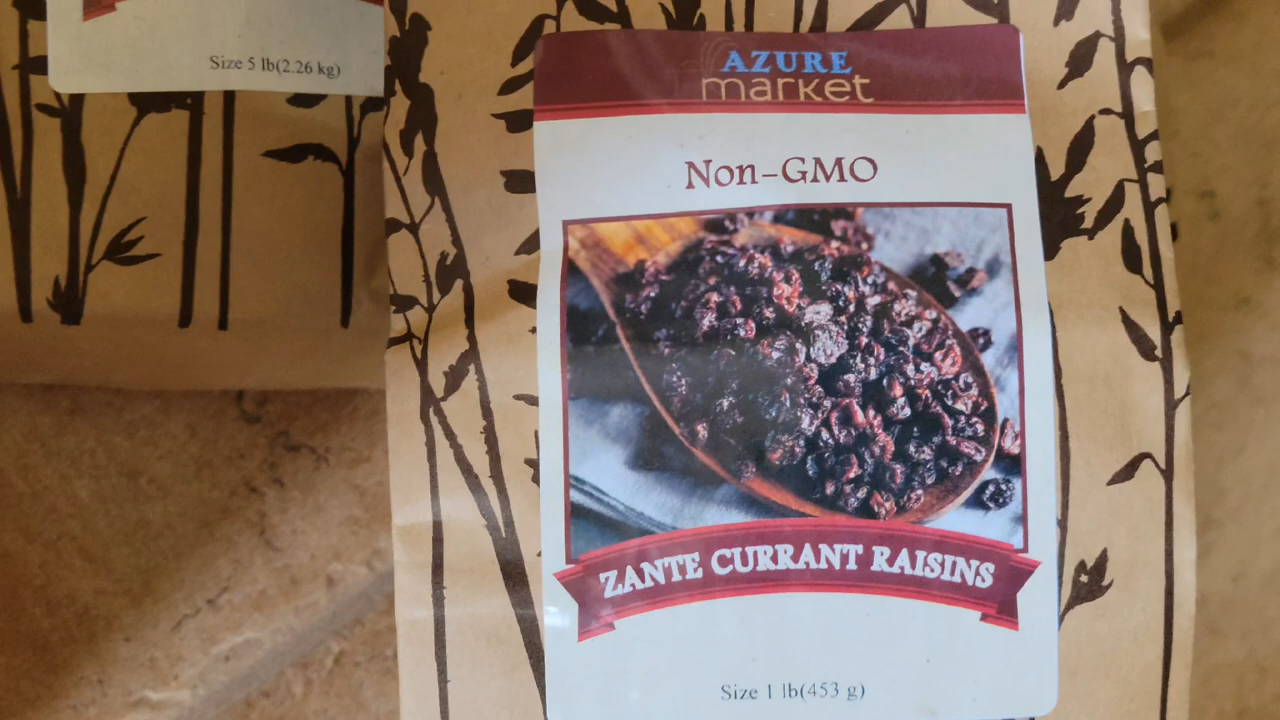 Size 5 lb(2.26 kg)
AZURE
market
Non-GMO
ZANTE CURRANT RAISINS
Size 1 lb(453 g)